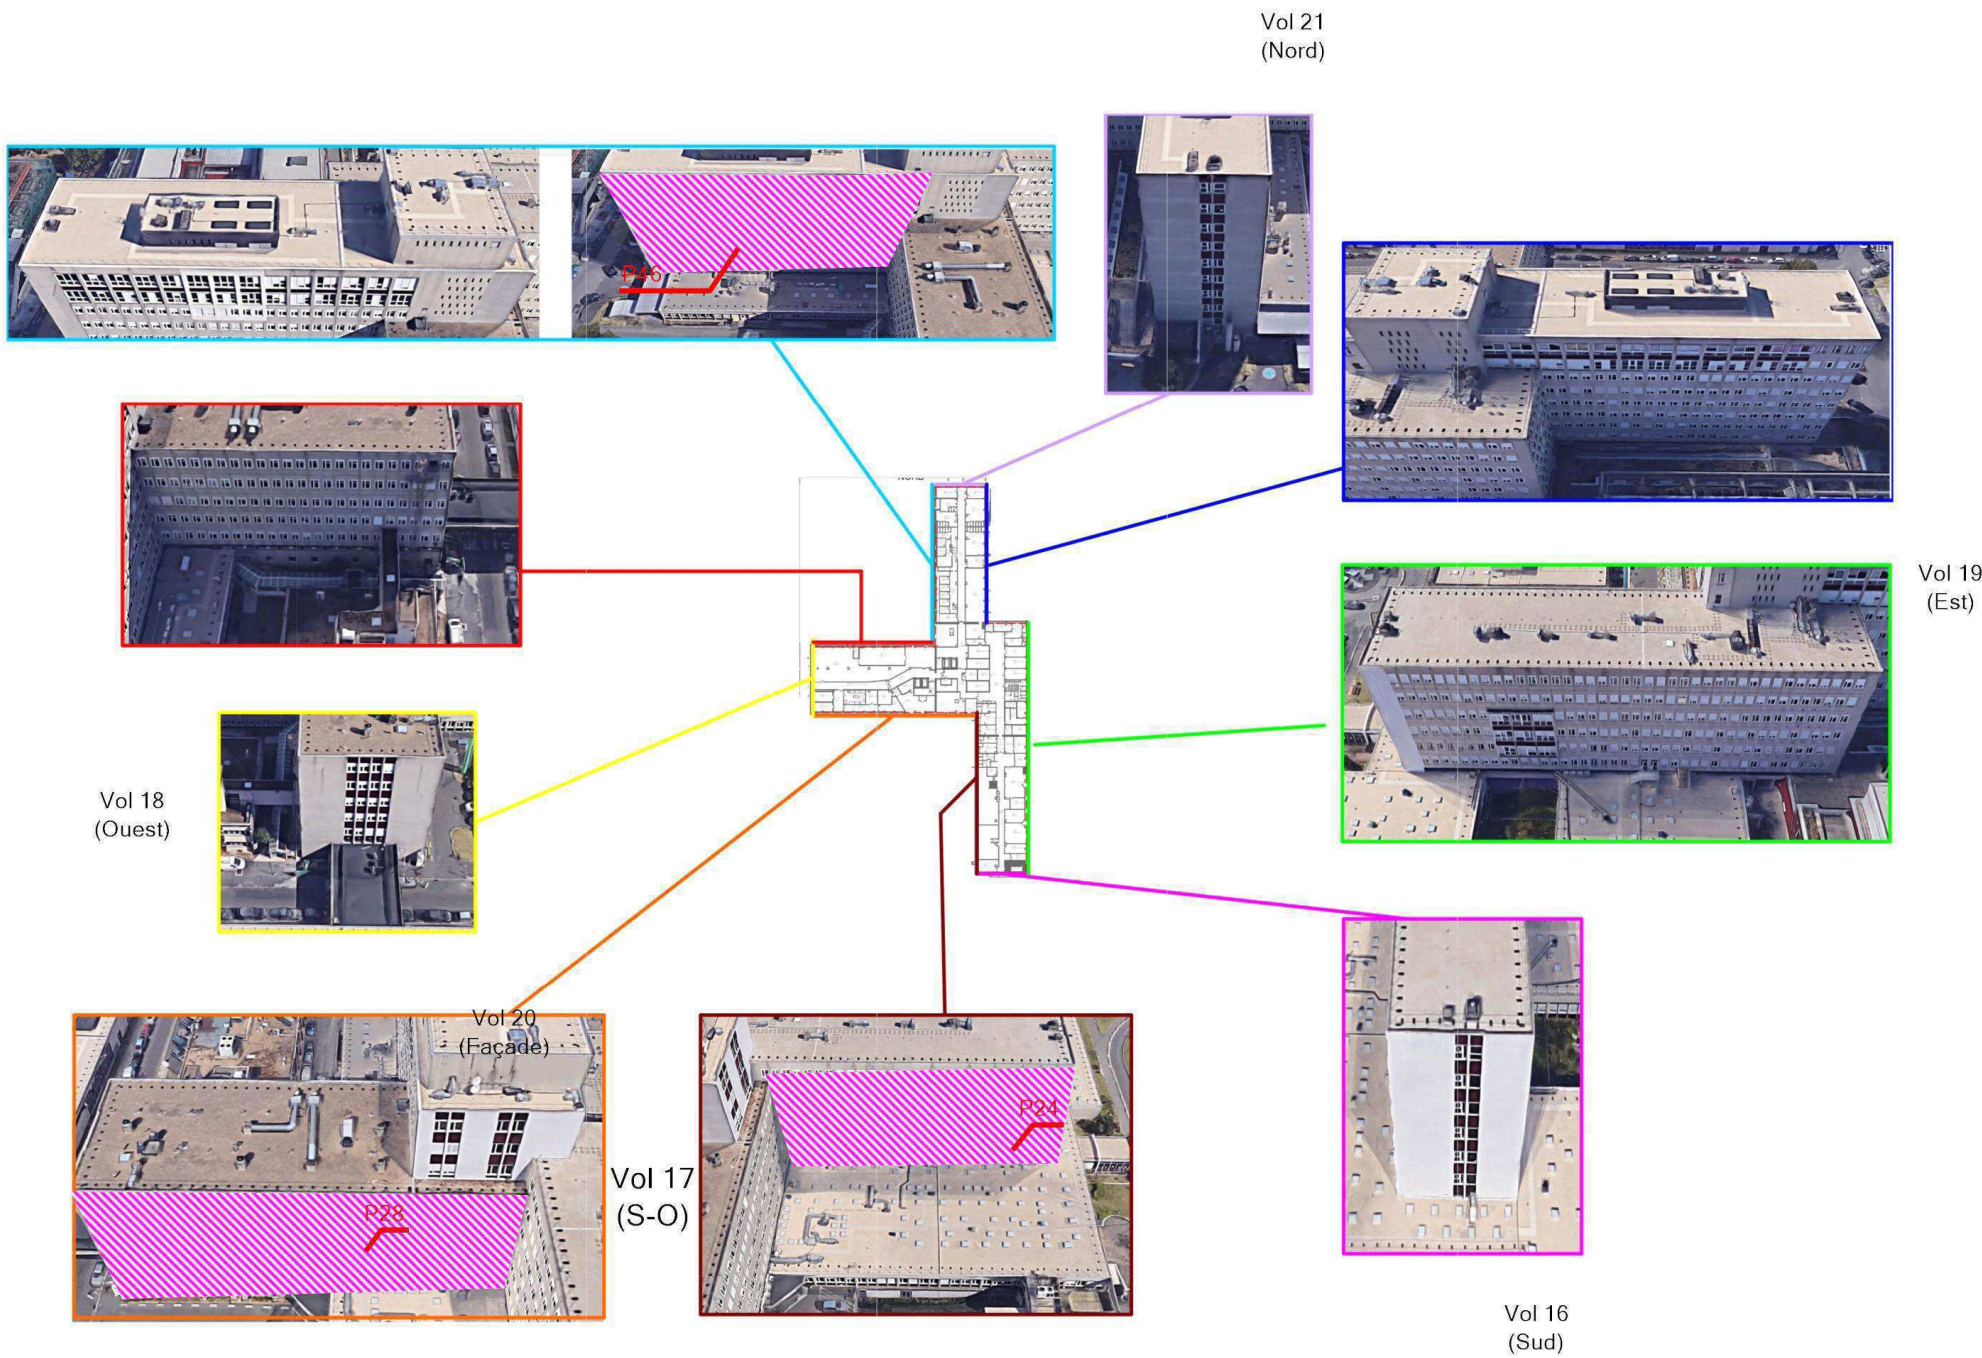 Vol 21
(Nord)
P46
NORD
Vol 19
(Est)
Vol 18
(Ouest)
Vol 20
(Façade)
Vol 17
(S-O)
P24
P28
Vol 16
(Sud)